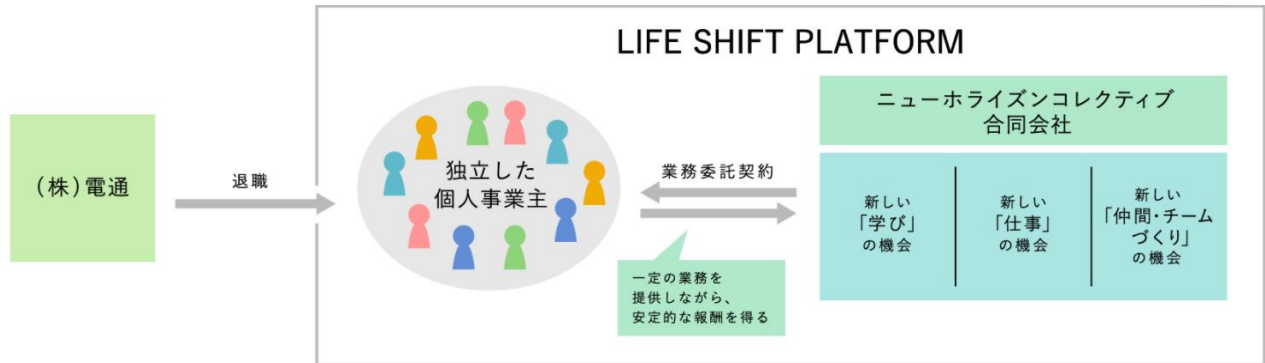 LIFE SHIFT PLATFORM
(株)電通
退職
独立した
個人事業主
業務委託契約
一定の業務を
提供しながら、
安定的な報酬を得る
ニューホライズンコレクティブ
合同会社
新しい
「学び」
の機会
新しい
「仕事」
の機会
新しい
「仲間・チーム
づくり」
の機会